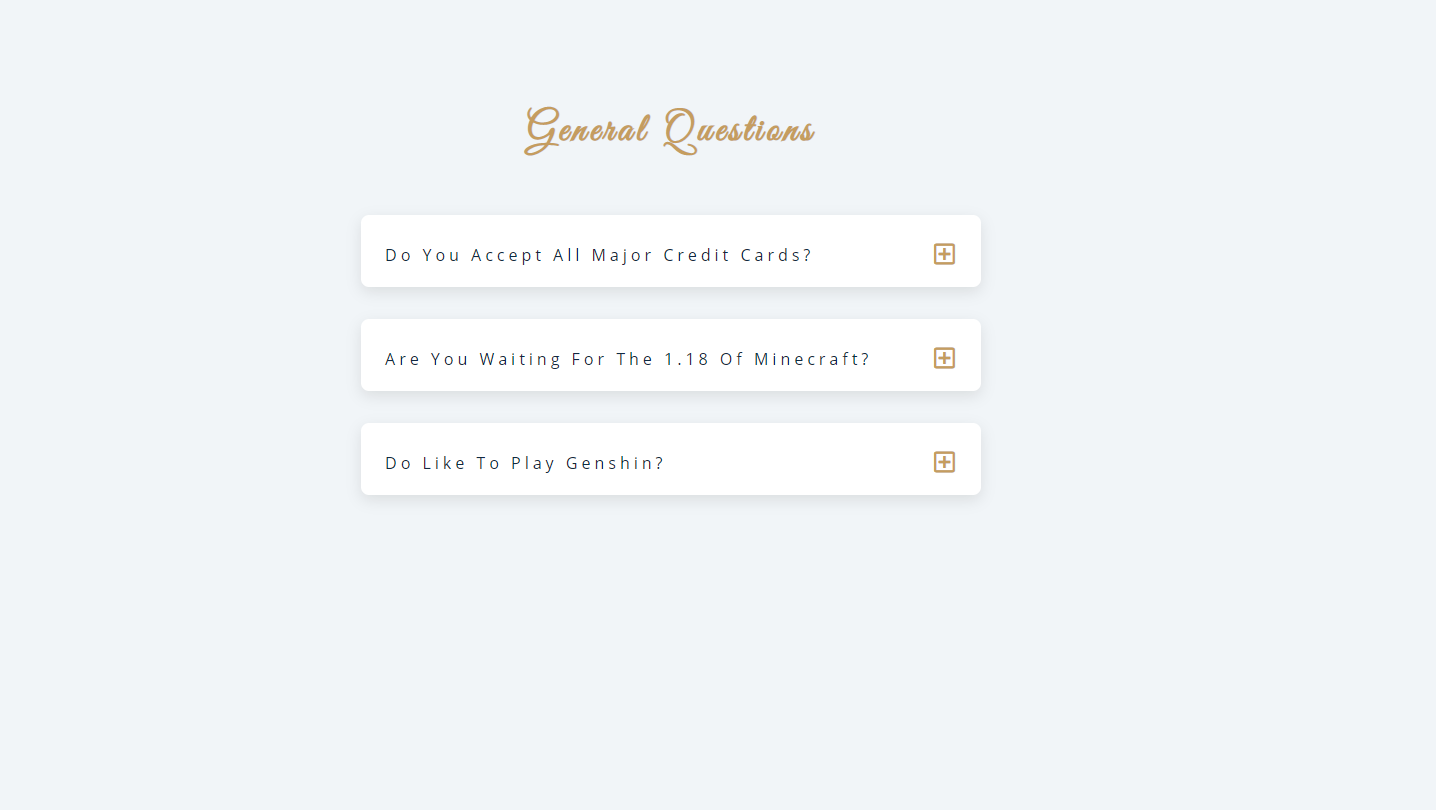 General Questions
Do You Accept All Major Credit Cards?
Are You Waiting For The 1.18 Of Minecraft?
Do Like To Play Genshin?